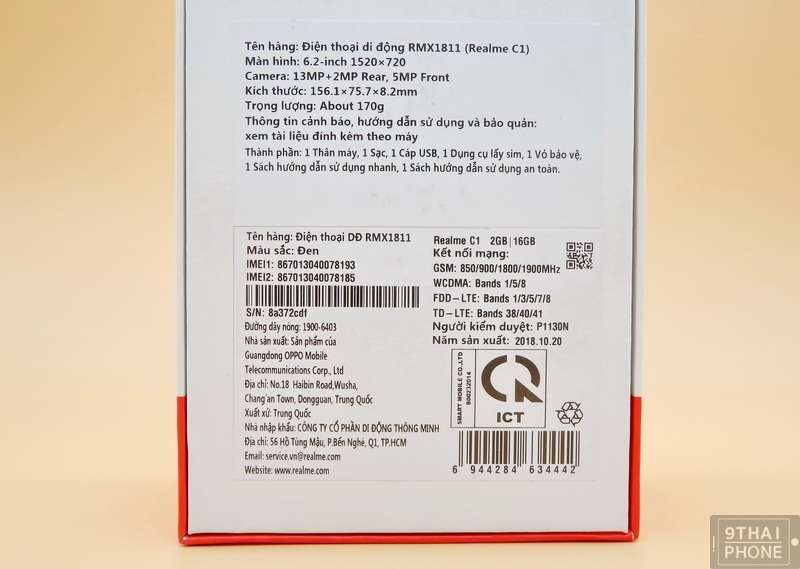 Tên hàng: Điện thoại di động RMX1811 (Realme C1)
Màn hình: 6.2-inch 1520×720
Camera: 13MP+2MP Rear, 5MP Front
Kích thước: 156.1×75.7×8.2mm
Trọng lượng: About 170g
Thông tin cảnh báo, hướng dẫn sử dụng và bảo quản:
xem tài liệu đính kèm theo máy
Thành phần: 1 Thân máy, 1 Sạc, 1 Cáp USB, 1 Dụng cụ lấy sim, 1 Vỏ bảo vệ,
1 Sách hướng dẫn sử dụng nhanh, 1 Sách hướng dẫn sử dụng an toàn.
Tên hàng: Điện thoại DĐ RMX1811
Màu sắc: Đen
IMEI1: 867013040078193
IMEI2: 867013040078185
S/N: 8a372cdf
Đường dây nóng: 1900-6403
Nhà sản xuất: Sản phẩm của
Guangdong OPPO Mobile
Telecommunications Corp., Ltd
Địa chỉ: No.18 Haibin Road,Wusha,
Chang'an Town, Dongguan, Trung Quốc
Xuất xứ: Trung Quốc
Nhà nhập khẩu: CÔNG TY CỔ PHẦN DI ĐỘNG THÔNG MINH
Địa chỉ: 56 Hồ Tùng Mậu, P.Bến Nghé, Q1, TP.HCM
Email: service.vn@realme.com
Website: www.realme.com
Realme C1 2GB|16GB
Kết nối mạng:
GSM: 850/900/1800/1900MHz
WCDMA: Bands 1/5/8
FDD-LTE: Bands 1/3/5/7/8
TD-LTE: Bands 38/40/41
Người kiểm duyệt: P1130N
Năm sản xuất: 2018.10.20
SMART MOBILE CO.,LTD
B00232014
ICT
6 944284 634442
9THAI
PHONE